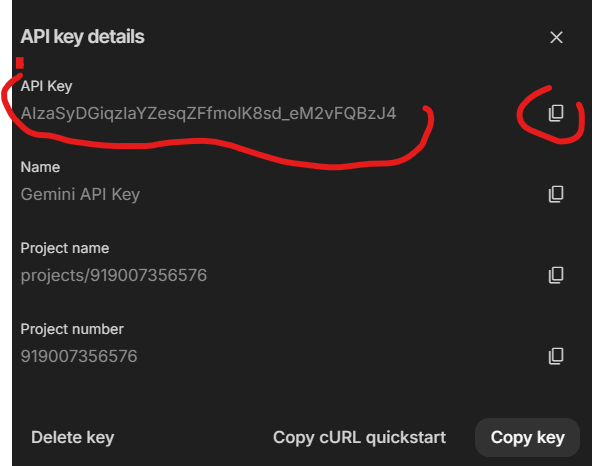 API key details
API Key
AIzaSyDGiqzIaYZesqZFfmoIK8sd_eM2vFQBzJ4
Name
Gemini API Key
Project name
projects/919007356576
Project number
919007356576
Delete key
Copy cURL quickstart
Copy key